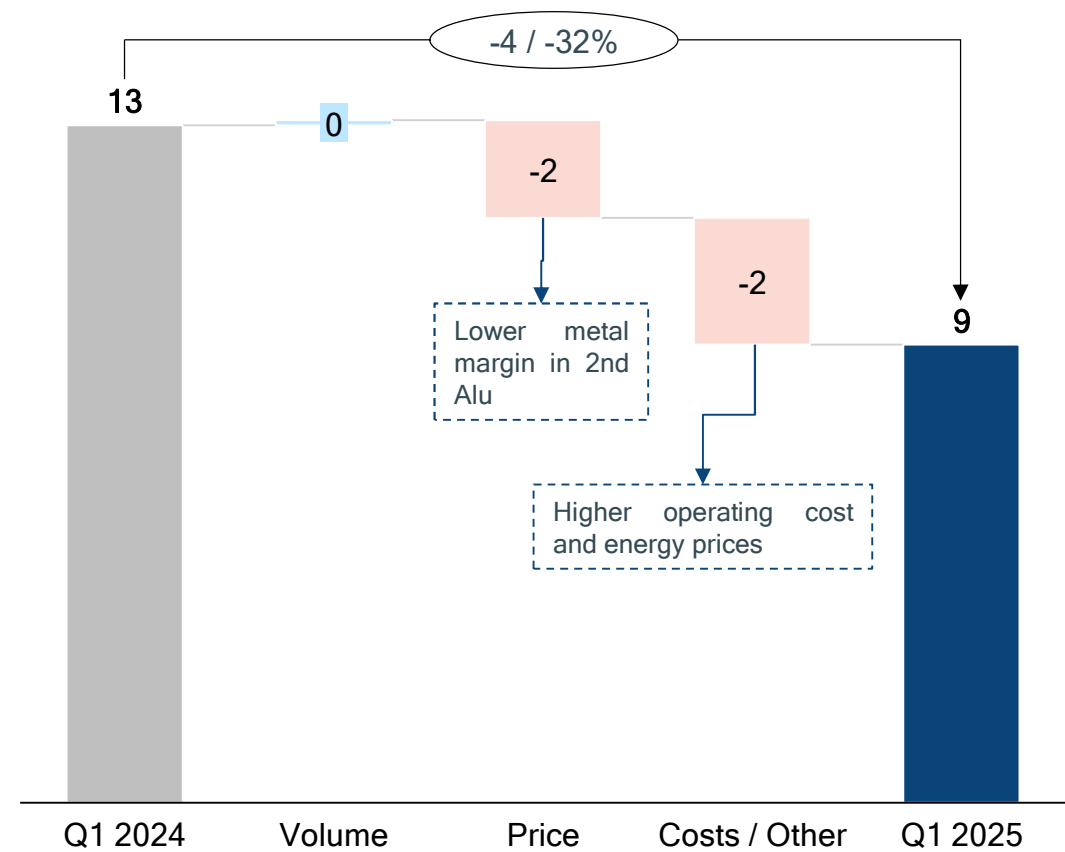 -4 / -32%
13
0
-2
-2
9
Lower metal
margin in 2nd
Alu
Higher operating cost
and energy prices
Q1 2024
Volume
Price
Costs / Other
Q1 2025